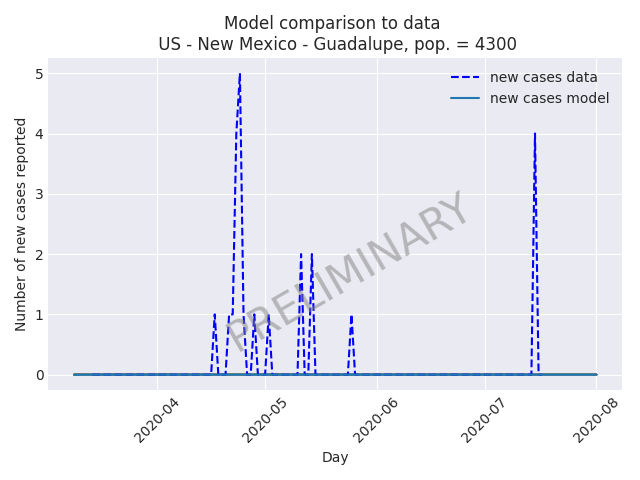 Model comparison to data
US - New Mexico - Guadalupe, pop. = 4300
new cases data
new cases model
Number of new cases reported
5
4
3
2
1
0
PRELIMINARY
2020-04
2020-05
2020-06
2020-07
2020-08
Day